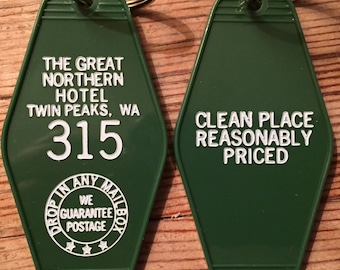 THE GREAT
NORTHERN
HOTEL
TWIN PEAKS, WA
315
DROP IN ANY MAILBOX
WE
GUARANTEE
POSTAGE
CLEAN PLACE
REASONABLY
PRICED